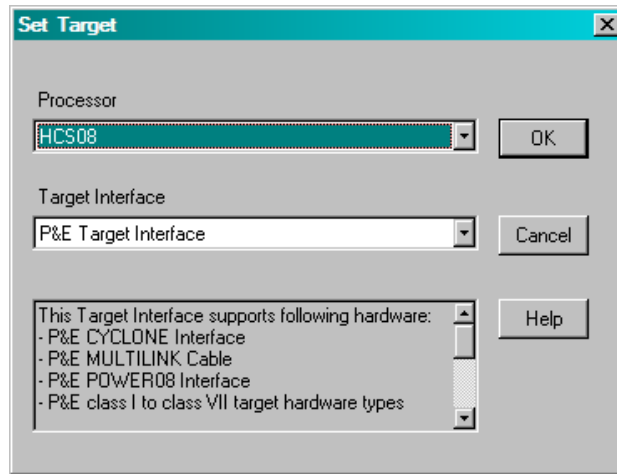 Set Target
Processor
HCS08
OK
Target Interface
P&E Target Interface
Cancel
This Target Interface supports following hardware:
- P&E CYCLONE Interface
- P&E MULTILINK Cable
- P&E POWER08 Interface
- P&E class I to class VII target hardware types
Help